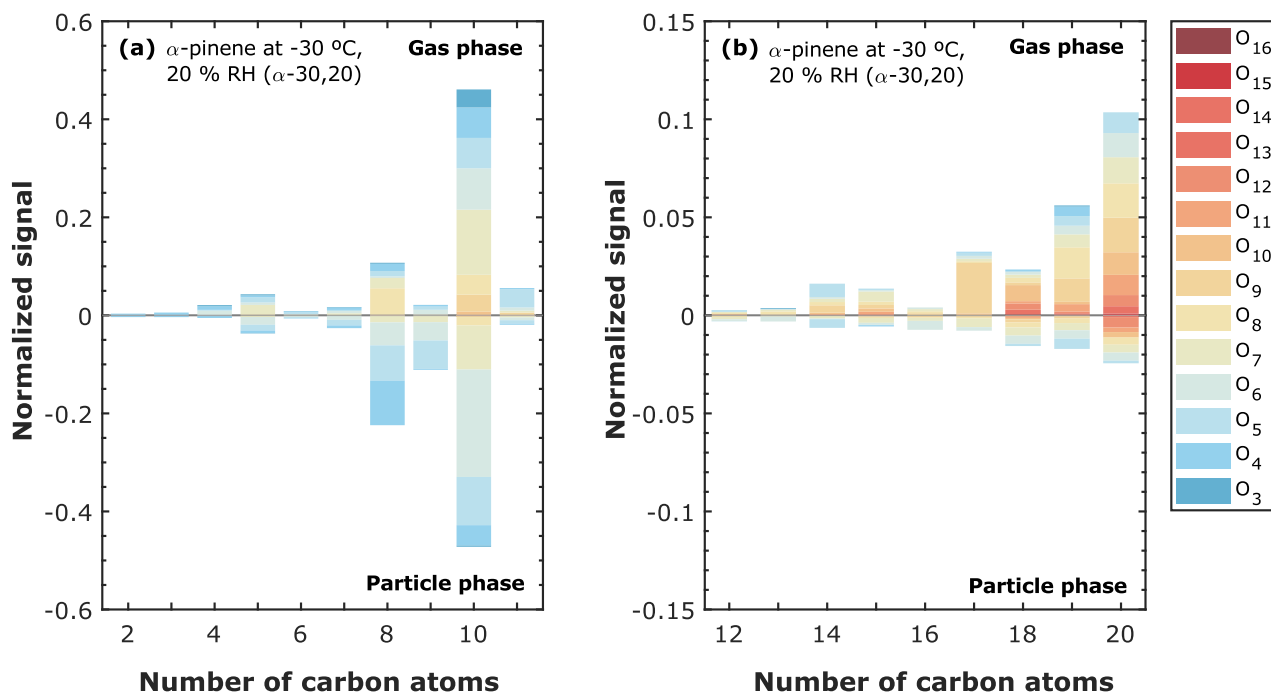 (a) α-pinene at -30 ºC,
20 % RH (α-30,20)
Gas phase
Particle phase
Normalized signal
0.6
0.4
0.2
0
-0.2
-0.4
-0.6
2 4 6 8 10
Number of carbon atoms
(b) α-pinene at -30 ºC,
20 % RH (α-30,20)
Gas phase
Particle phase
Normalized signal
0.15
0.1
0.05
0
-0.05
-0.1
-0.15
12 14 16 18 20
Number of carbon atoms
O16
O15
O14
O13
O12
O11
O10
O9
O8
O7
O6
O5
O4
O3